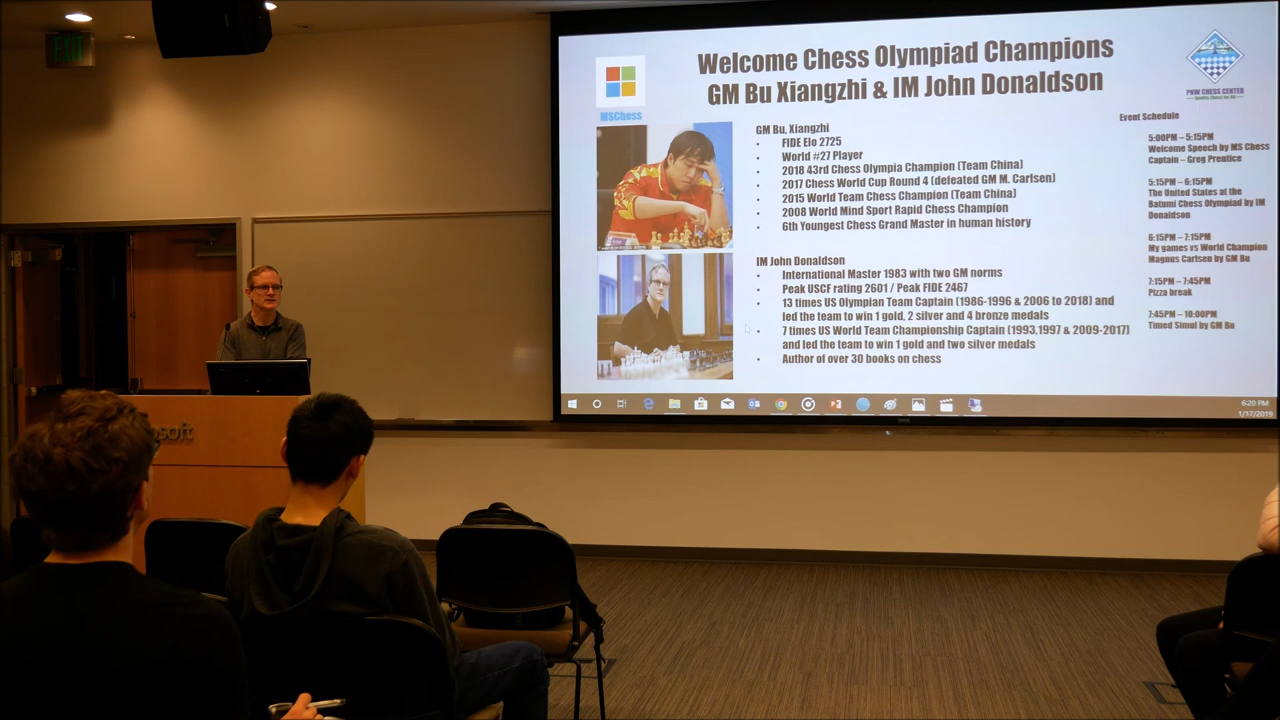 EXIT
Welcome Chess Olympiad Champions
GM Bu Xiangzhi & IM John Donaldson
MSChess
PNW CHESS CENTER
Quality Chess for All
GM Bu, Xiangzhi
• FIDE Elo 2725
• World #27 Player
• 2018 43rd Chess Olympia Champion (Team China)
• 2017 Chess World Cup Round 4 (defeated GM M. Carlsen)
• 2015 World Team Chess Champion (Team China)
• 2008 World Mind Sport Rapid Chess Champion
• 6th Youngest Chess Grand Master in human history
IM John Donaldson
• International Master 1983 with two GM norms
• Peak USCF rating 2601 / Peak FIDE 2467
• 13 times US Olympian Team Captain (1986-1996 & 2006 to 2018) and
led the team to win 1 gold, 2 silver and 4 bronze medals
• 7 times US World Team Championship Captain (1993,1997 & 2009-2017)
and led the team to win 1 gold and two silver medals
• Author of over 30 books on chess
Event Schedule
5:00PM – 5:15PM
Welcome Speech by MS Chess
Captain – Greg Prentice
5:15PM – 6:15PM
The United States at the
Batumi Chess Olympiad by IM
Donaldson
6:15PM – 7:15PM
My games vs World Champion
Magnus Carlsen by GM Bu
7:15PM – 7:45PM
Pizza break
7:45PM – 10:00PM
Timed Simul by GM Bu
6:20 PM
1/17/2019
osoft